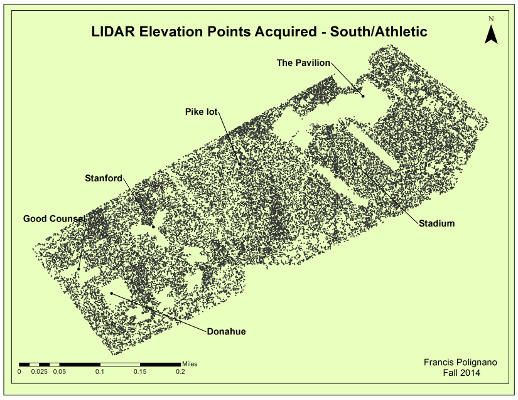 LIDAR Elevation Points Acquired - South/Athletic
N
The Pavilion
Pike lot
Stanford
Good Counsel
Stadium
Donahue
Miles
0 0.025 0.05 0.1 0.15 0.2
Francis Polignano
Fall 2014